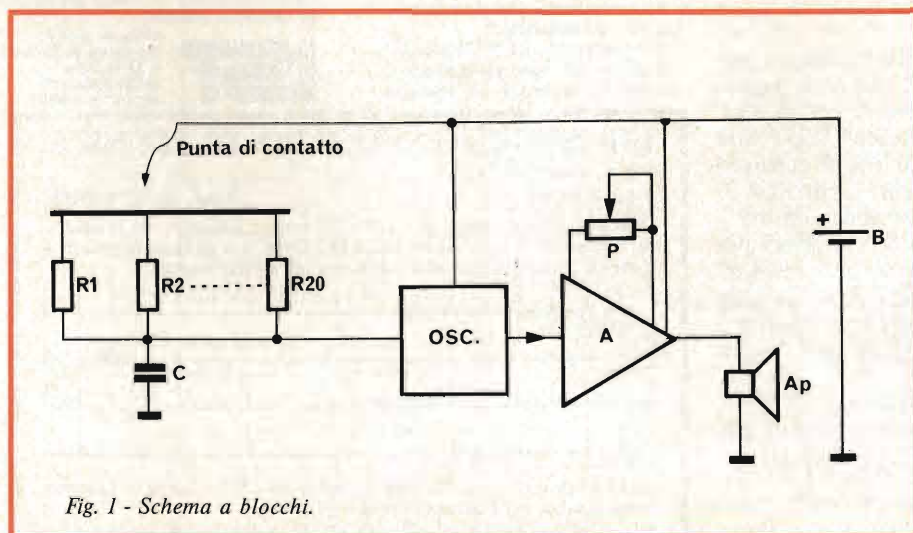 Punta di contatto
R1
R2
R20
C
OSC.
P
A
Ap
+
B
Fig. 1 - Schema a blocchi.